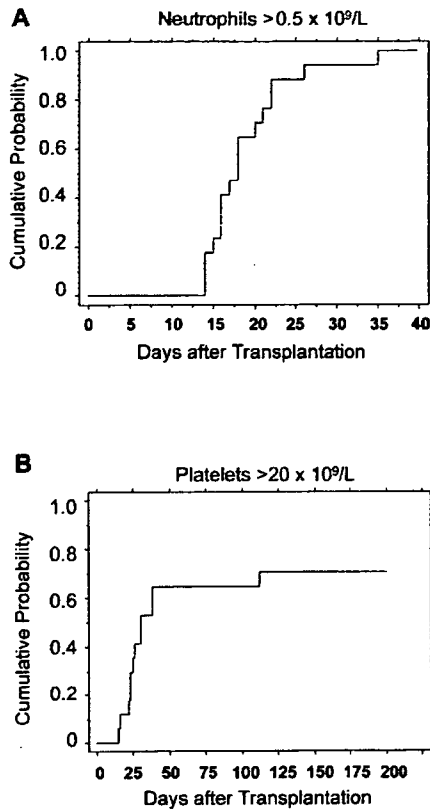 A
Neutrophils >0.5 x 10⁹/L
Cumulative Probability
1.0
0.8
0.6
0.4
0.2
0
0 5 10 15 20 25 30 35 40
Days after Transplantation
B
Platelets >20 x 10⁹/L
Cumulative Probability
1.0
0.8
0.6
0.4
0.2
0
0 25 50 75 100 125 150 175 200
Days after Transplantation